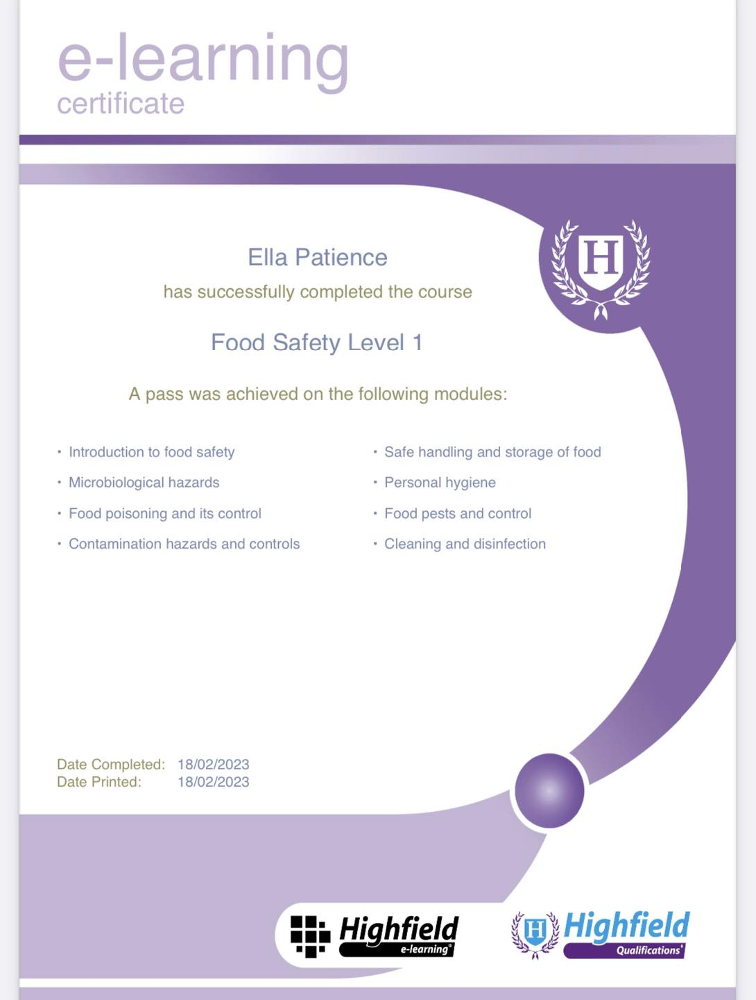 e-learning
certificate
H
Ella Patience
has successfully completed the course
Food Safety Level 1
A pass was achieved on the following modules:
• Introduction to food safety
• Microbiological hazards
• Food poisoning and its control
• Contamination hazards and controls
• Safe handling and storage of food
• Personal hygiene
• Food pests and control
• Cleaning and disinfection
Date Completed: 18/02/2023
Date Printed: 18/02/2023
Highfield
e-learning®
H
Highfield
Qualifications®